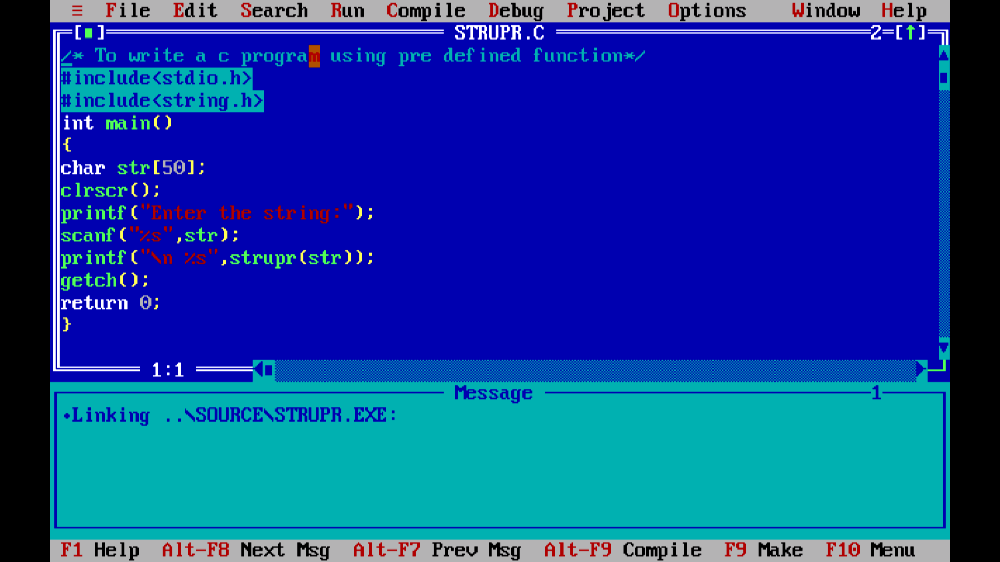 ≡ File Edit Search Run Compile Debug Project Options Window Help
[■] STRUPR.C 2=[↑]
/* To write a c program using pre defined function*/
#include<stdio.h>
#include<string.h>
int main()
{
char str[50];
clrscr();
printf("Enter the string:");
scanf("%s",str);
printf("\n %s",strupr(str));
getch();
return 0;
}
1:1
Message 1
•Linking ..\SOURCE\STRUPR.EXE:
F1 Help Alt-F8 Next Msg Alt-F7 Prev Msg Alt-F9 Compile F9 Make F10 Menu